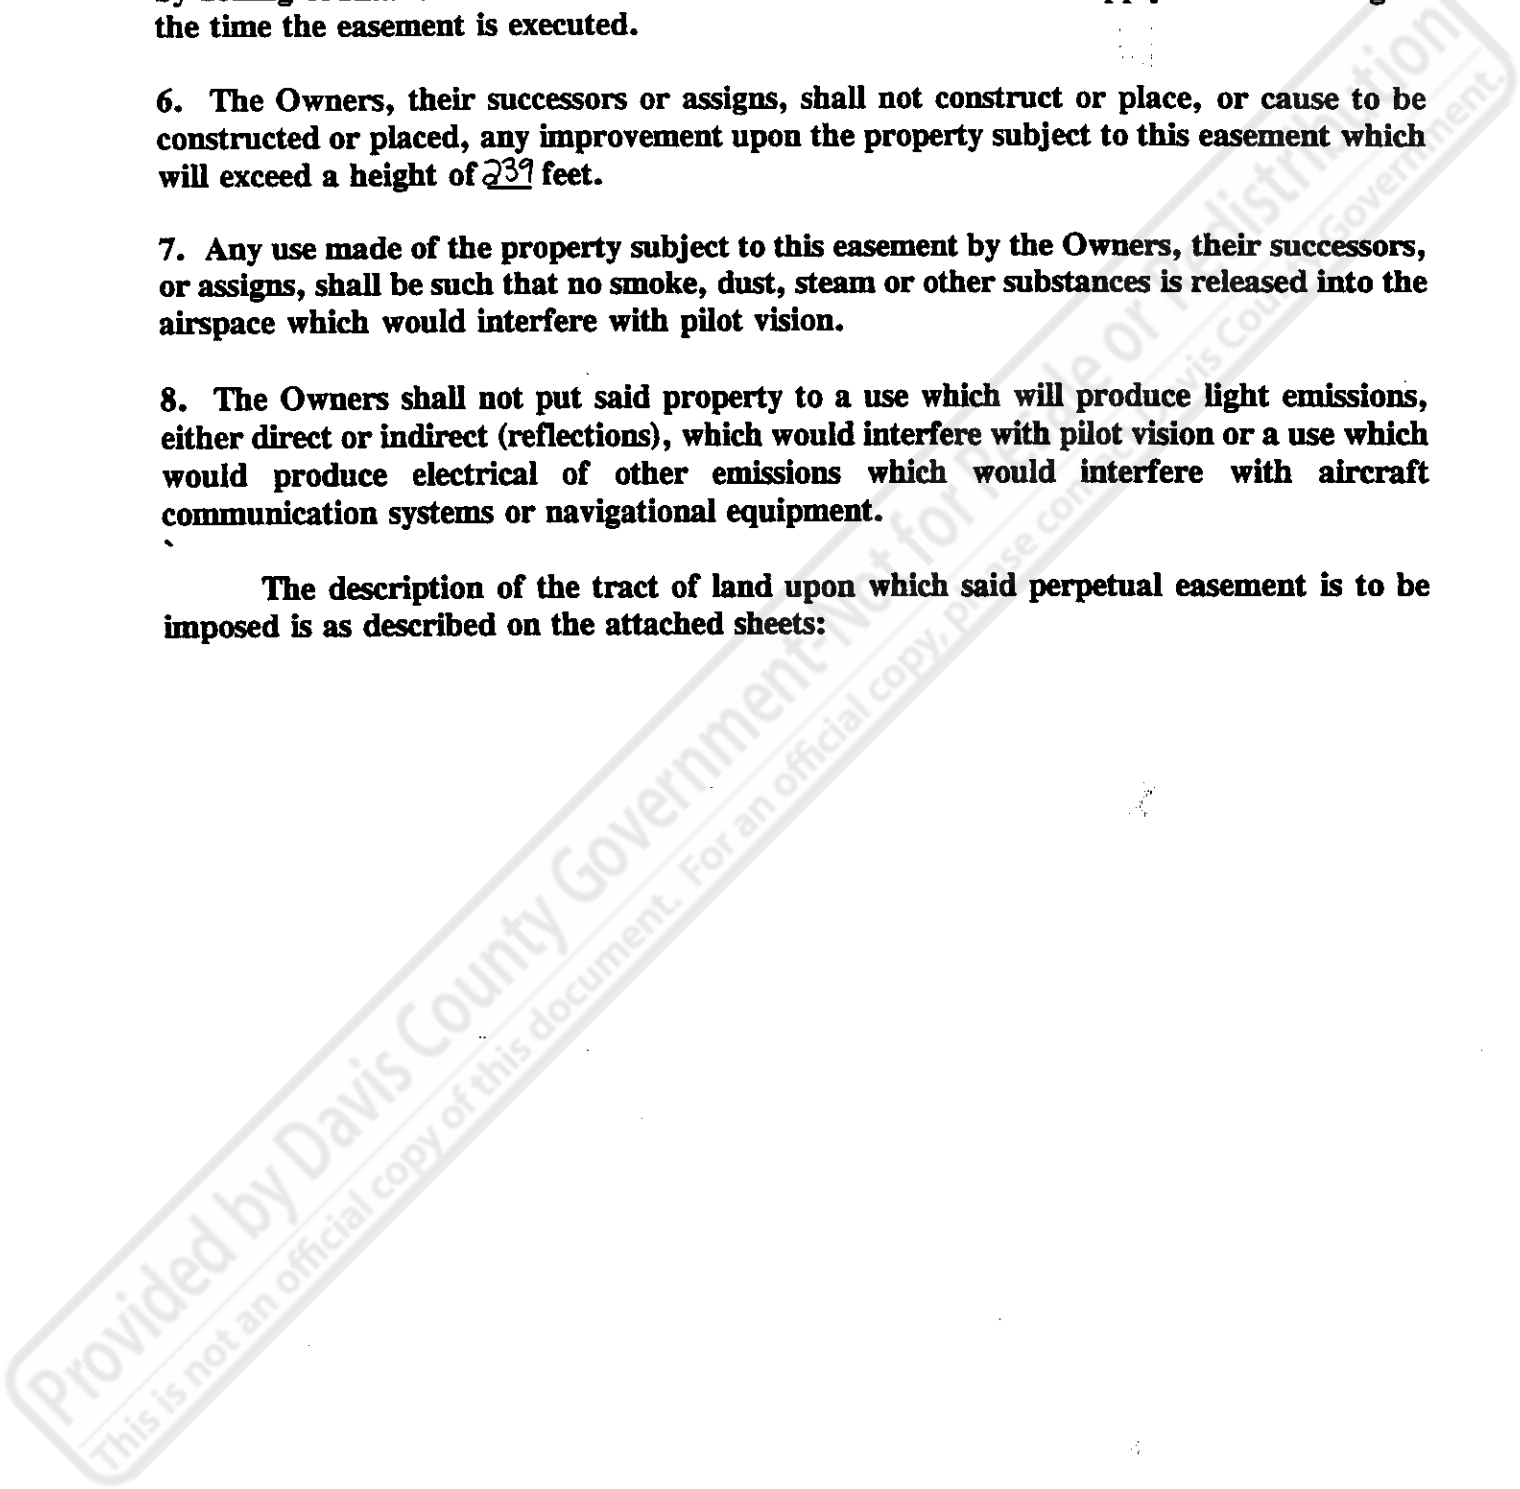 the time the easement is executed.
6. The Owners, their successors or assigns, shall not construct or place, or cause to be
constructed or placed, any improvement upon the property subject to this easement which
will exceed a height of 239 feet.
7. Any use made of the property subject to this easement by the Owners, their successors,
or assigns, shall be such that no smoke, dust, steam or other substances is released into the
airspace which would interfere with pilot vision.
8. The Owners shall not put said property to a use which will produce light emissions,
either direct or indirect (reflections), which would interfere with pilot vision or a use which
would produce electrical of other emissions which would interfere with aircraft
communication systems or navigational equipment.
The description of the tract of land upon which said perpetual easement is to be
imposed is as described on the attached sheets:
Provided by Davis County Government-Not for Resale or Redistribution
This is not an official copy of this document. For an official copy, please contact Davis County Government.